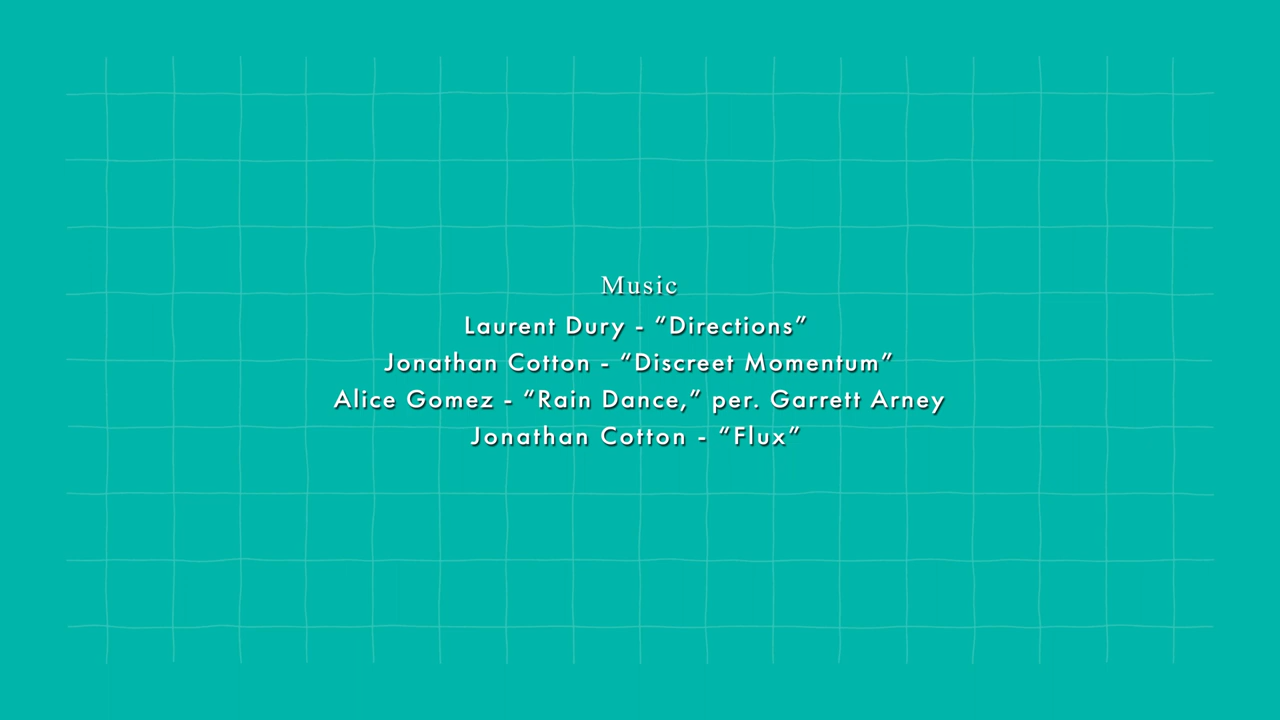 Music
Laurent Dury - “Directions”
Jonathan Cotton - “Discreet Momentum”
Alice Gomez - “Rain Dance,” per. Garrett Arney
Jonathan Cotton - “Flux”